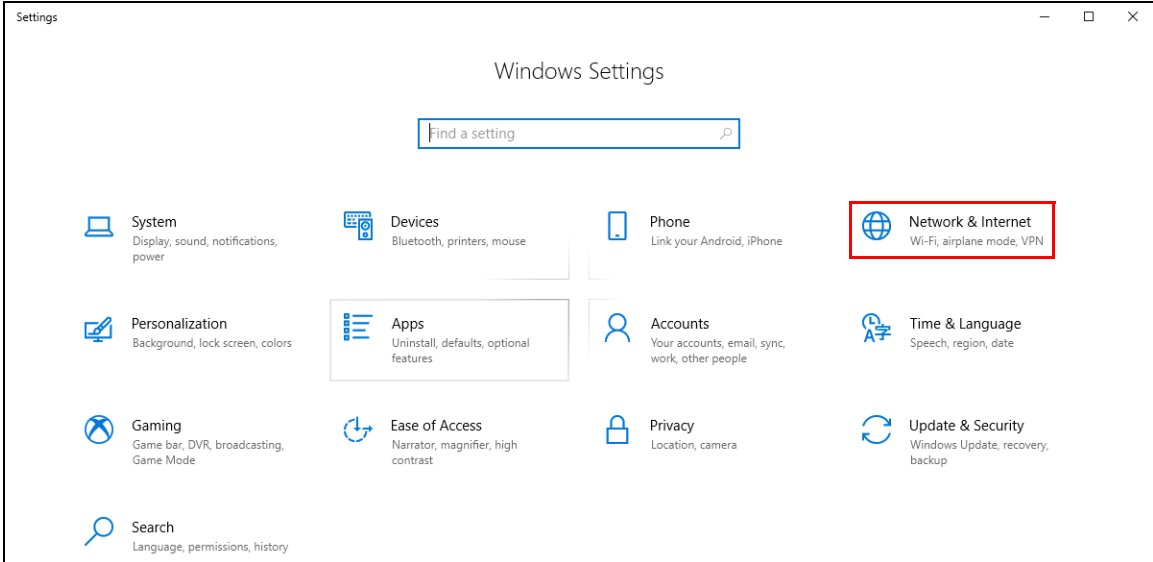 Settings
Windows Settings
Find a setting
System
Display, sound, notifications,
power
Devices
Bluetooth, printers, mouse
Phone
Link your Android, iPhone
Network & Internet
Wi-Fi, airplane mode, VPN
Personalization
Background, lock screen, colors
Apps
Uninstall, defaults, optional
features
Accounts
Your accounts, email, sync,
work, other people
Time & Language
Speech, region, date
Gaming
Game bar, DVR, broadcasting,
Game Mode
Ease of Access
Narrator, magnifier, high
contrast
Privacy
Location, camera
Update & Security
Windows Update, recovery,
backup
Search
Language, permissions, history